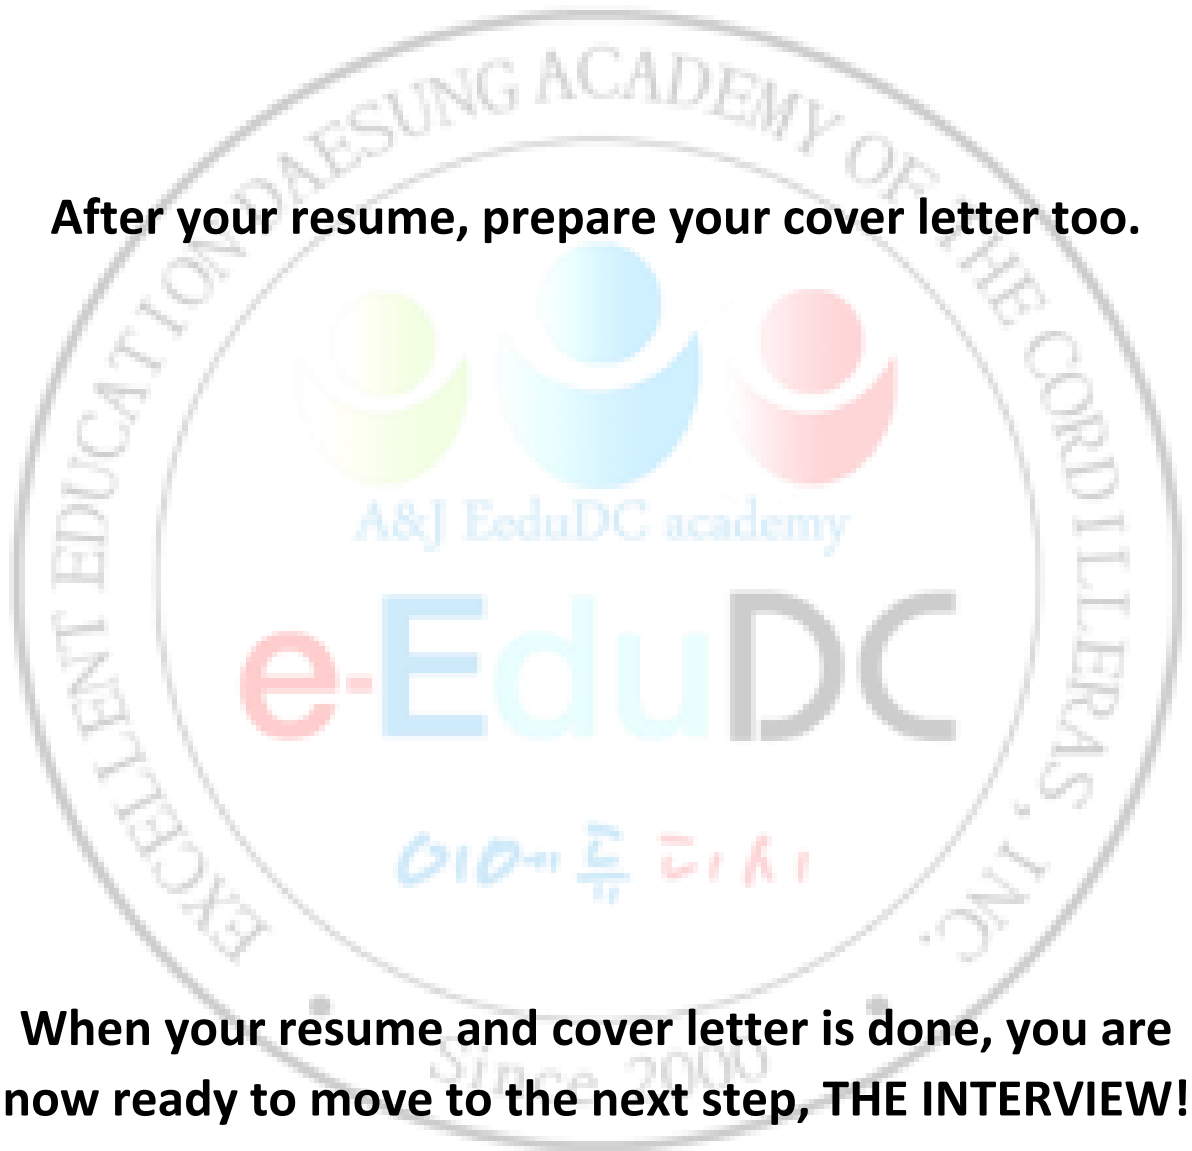 EXCELLENT EDUCATION DAESUNG ACADEMY OF THE CORDILLERAS, INC.
After your resume, prepare your cover letter too.
A&J EeduDC academy
e-EduDC
이에듀디시
When your resume and cover letter is done, you are
Since 2000
now ready to move to the next step, THE INTERVIEW!